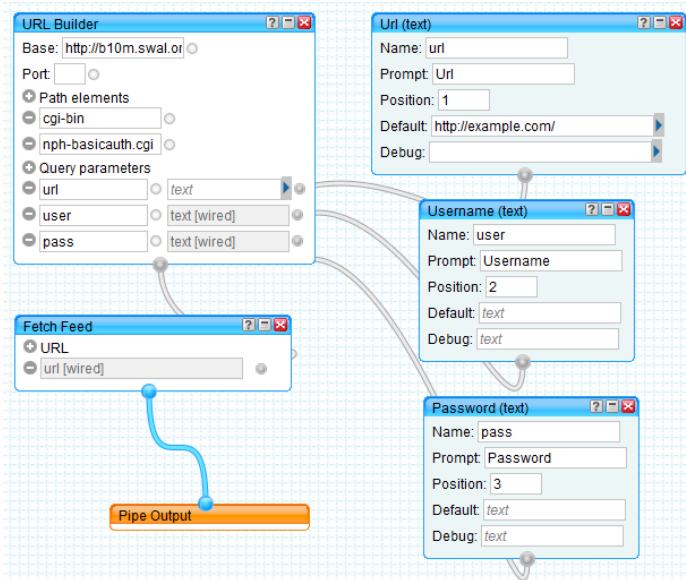 URL Builder
Base: http://b10m.swal.or
Port:
Path elements
cgi-bin
nph-basicauth.cgi
Query parameters
url text
user text [wired]
pass text [wired]
Fetch Feed
URL
url [wired]
Pipe Output
Url (text)
Name: url
Prompt: Url
Position: 1
Default: http://example.com/
Debug:
Username (text)
Name: user
Prompt: Username
Position: 2
Default: text
Debug: text
Password (text)
Name: pass
Prompt: Password
Position: 3
Default: text
Debug: text